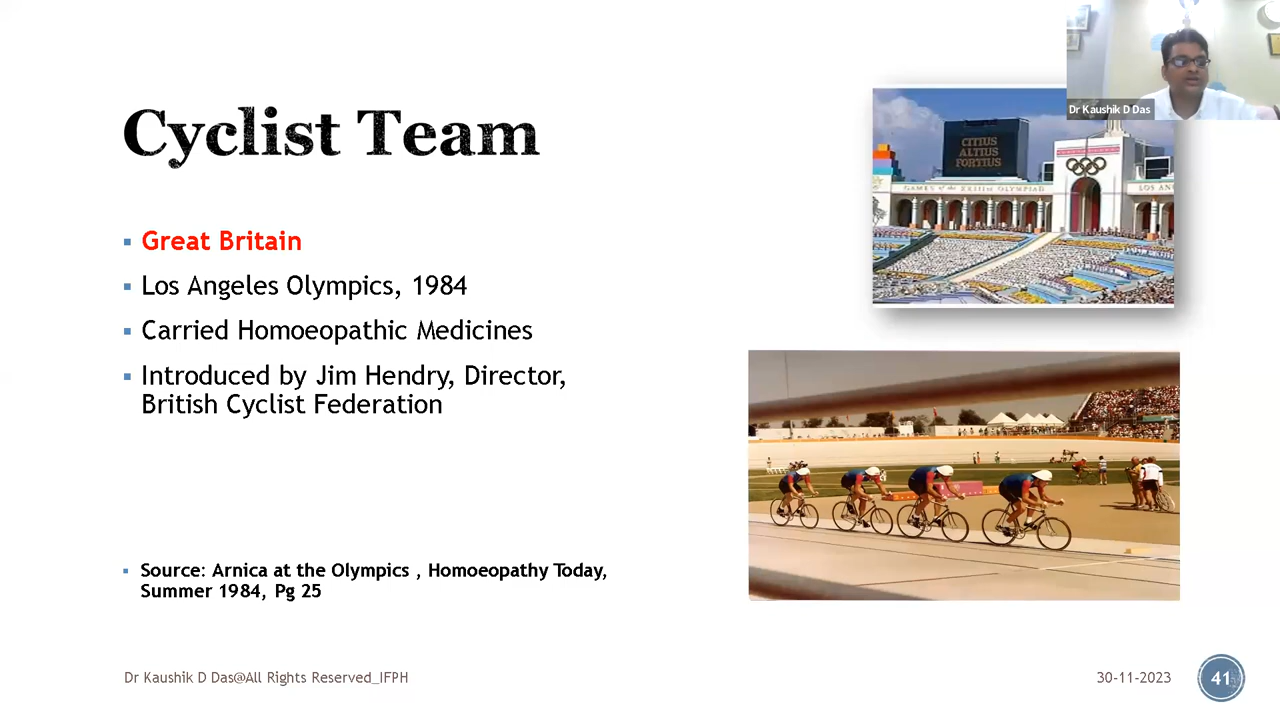 Dr Kaushik D Das
Cyclist Team
CITIUS
ALTIUS
FORTIUS
GAMES of the XXIIIrd OLYMPIAD
LOS AN
Great Britain
Los Angeles Olympics, 1984
Carried Homoeopathic Medicines
Introduced by Jim Hendry, Director,
British Cyclist Federation
Source: Arnica at the Olympics , Homoeopathy Today,
Summer 1984, Pg 25
Dr Kaushik D Das@All Rights Reserved_IFPH
30-11-2023
41